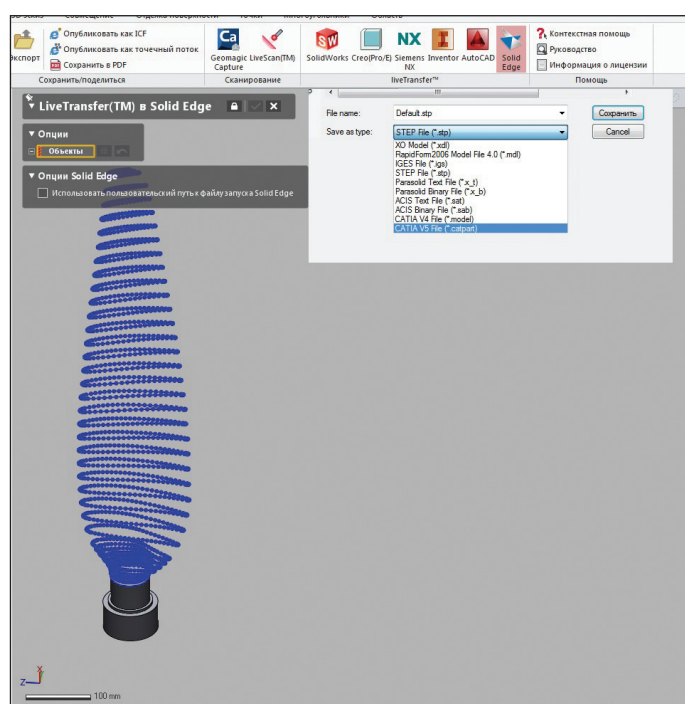 Опубликовать как ICF
Опубликовать как точечный поток
Сохранить в PDF
Сохранить/поделиться
Geomagic
Capture
LiveScan(TM)
Сканирование
SolidWorks
Creo(Pro/E)
Siemens
NX
Inventor
AutoCAD
Solid
Edge
liveTransfer™
Контекстная помощь
Руководство
Информация о лицензии
Помощь
LiveTransfer(TM) в Solid Edge
Опции
Объекты
Опции Solid Edge
Использовать пользовательский путь к файлу запуска Solid Edge
File name:
Default.stp
Сохранить
Save as type:
STEP File (*.stp)
Cancel
XO Model (*.xdl)
RapidForm2006 Model File 4.0 (*.mdl)
IGES File (*.igs)
STEP File (*.stp)
Parasolid Text File (*.x_t)
Parasolid Binary File (*.x_b)
ACIS Text File (*.sat)
ACIS Binary File (*.sab)
CATIA V4 File (*.model)
CATIA V5 File (*.catpart)
X
Z
100 mm